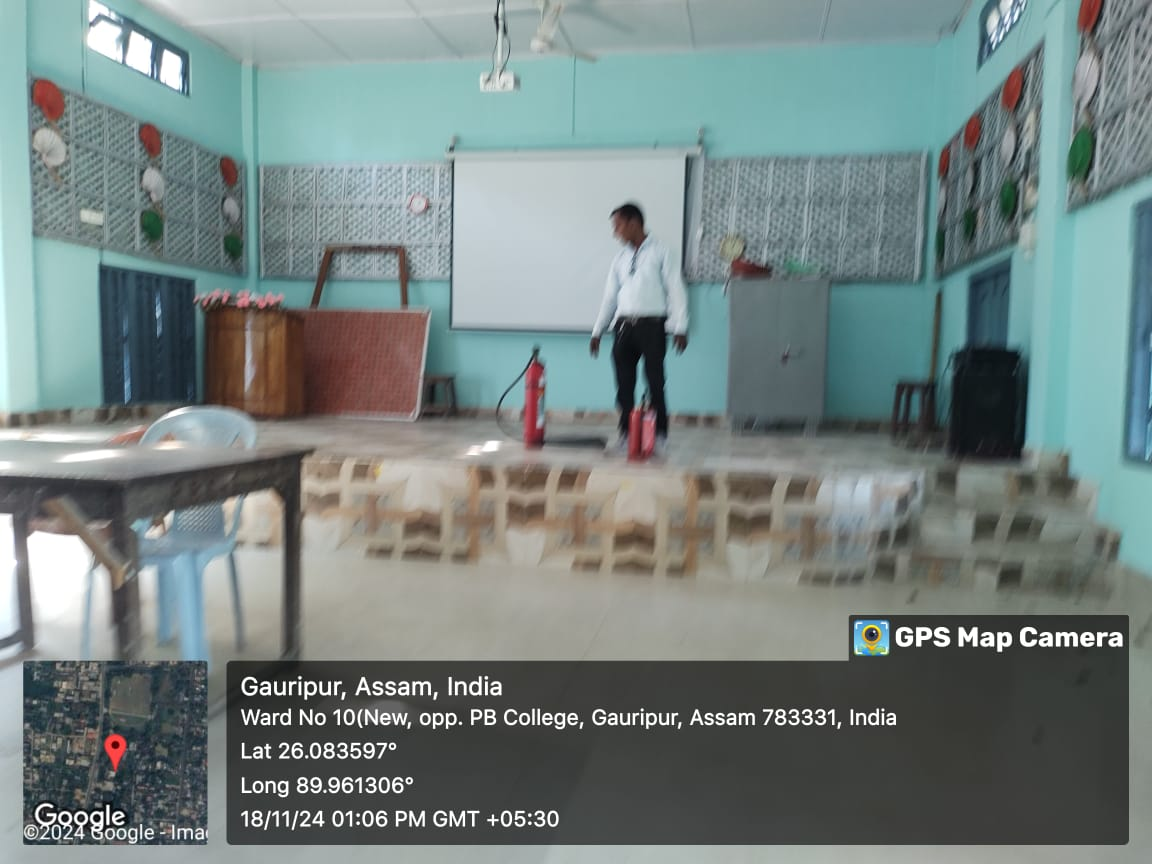 GPS Map Camera
Gauripur, Assam, India
Ward No 10(New, opp. PB College, Gauripur, Assam 783331, India
Lat 26.083597°
Long 89.961306°
18/11/24 01:06 PM GMT +05:30
Google
©2024 Google - Imag